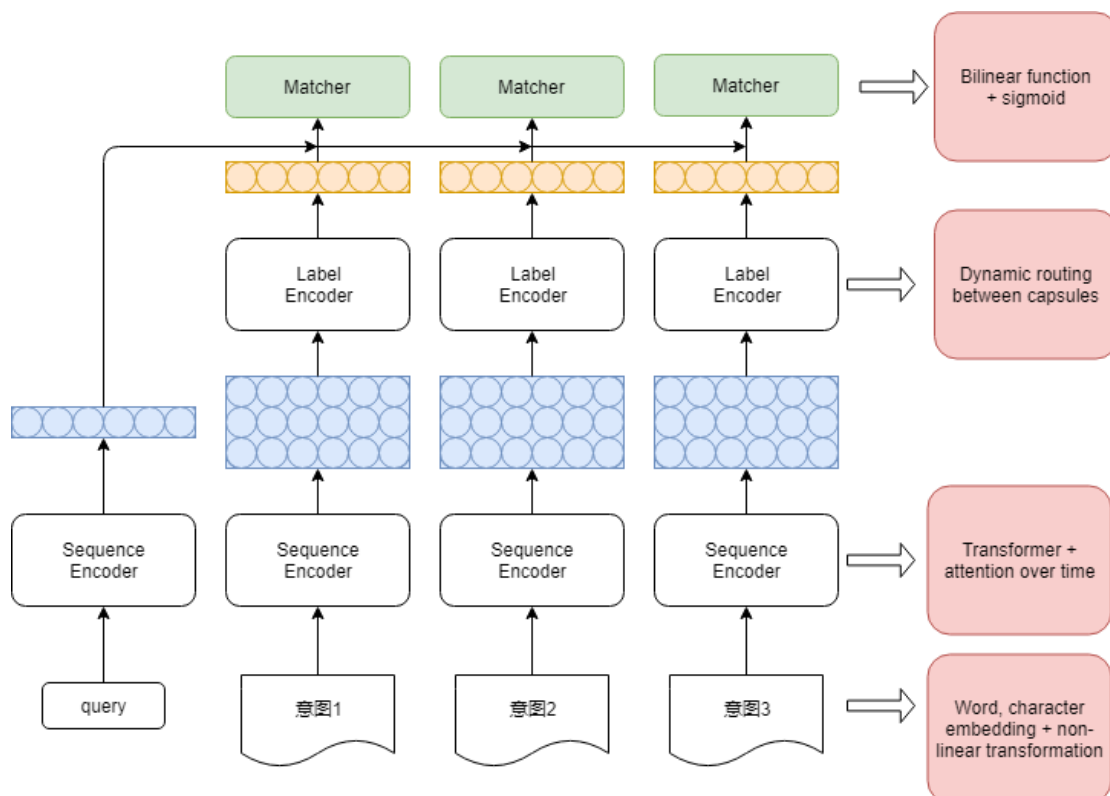 Matcher
Matcher
Matcher
Bilinear function
+ sigmoid
Label
Encoder
Label
Encoder
Label
Encoder
Dynamic routing
between capsules
Sequence
Encoder
Sequence
Encoder
Sequence
Encoder
Sequence
Encoder
Transformer +
attention over time
query
意图1
意图2
意图3
Word, character
embedding + non-
linear transformation